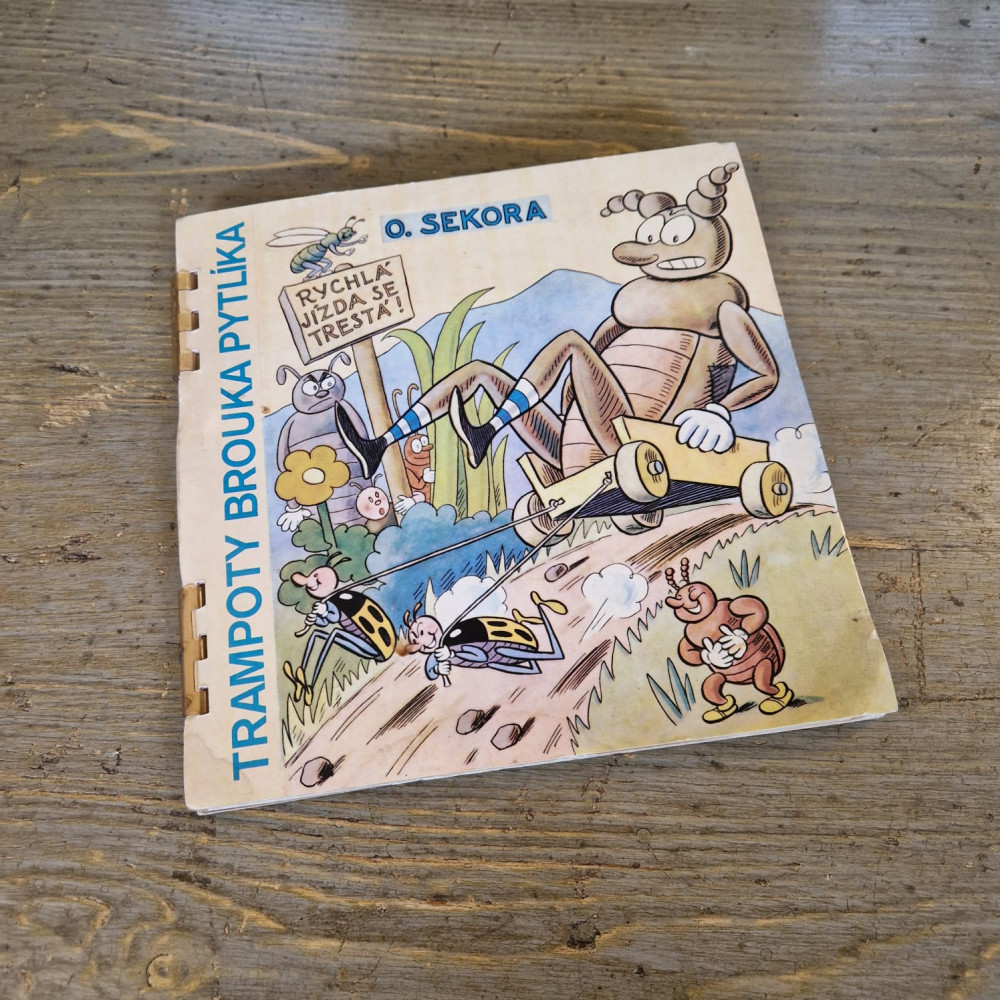 TRAMPOTY BROUKA PYTLÍKA
O. SEKORA
RYCHLÁ
JÍZDA SE
TRESTÁ!